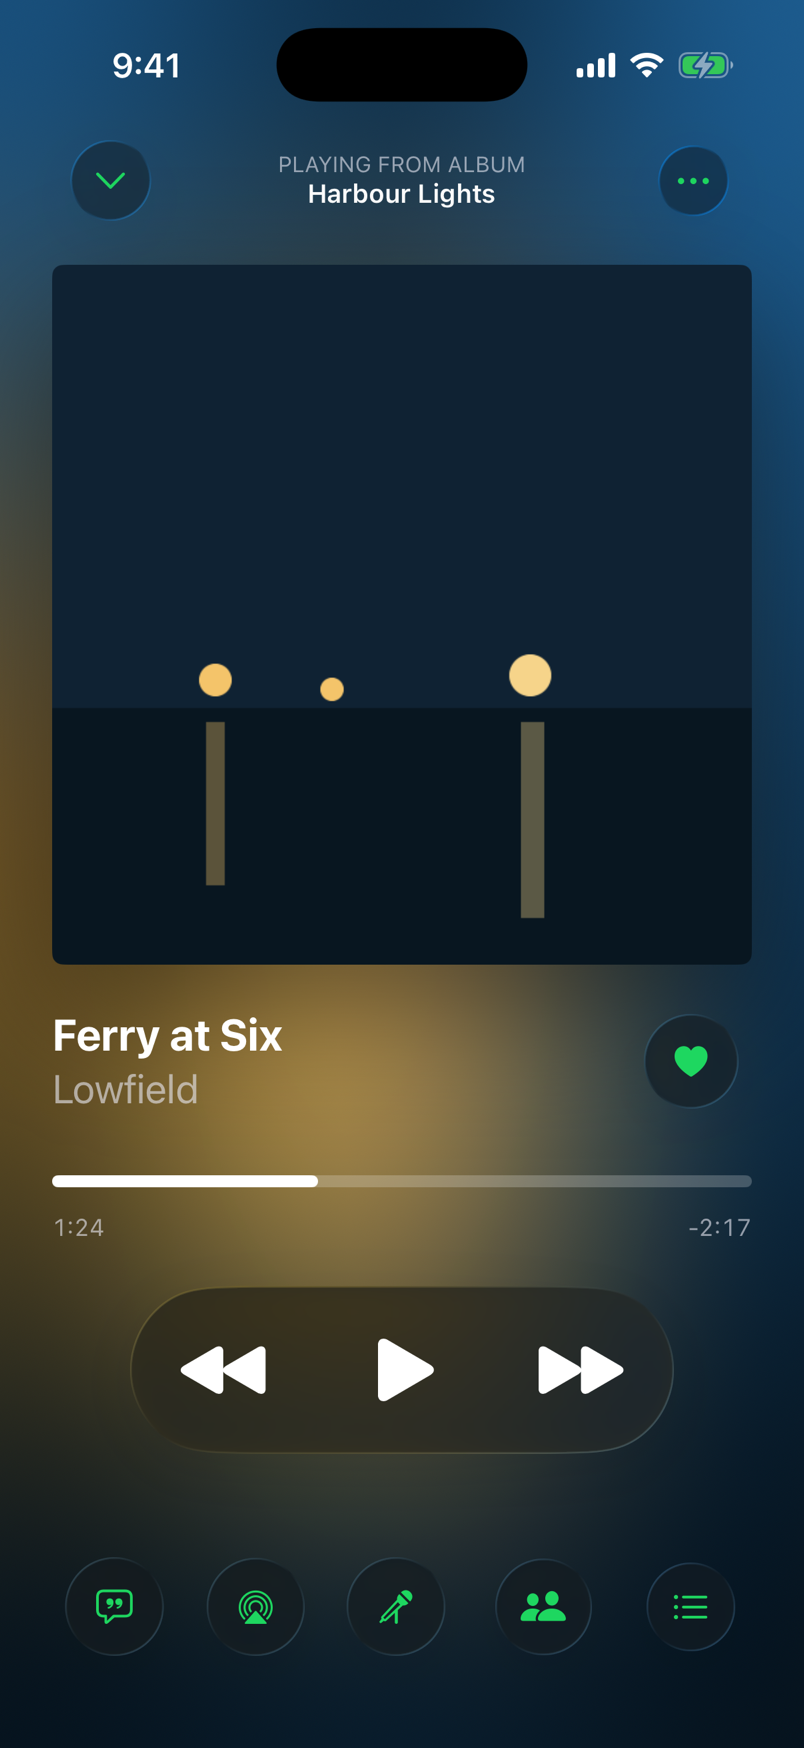 9:41
PLAYING FROM ALBUM
Harbour Lights
Ferry at Six
Lowfield
1:24
-2:17